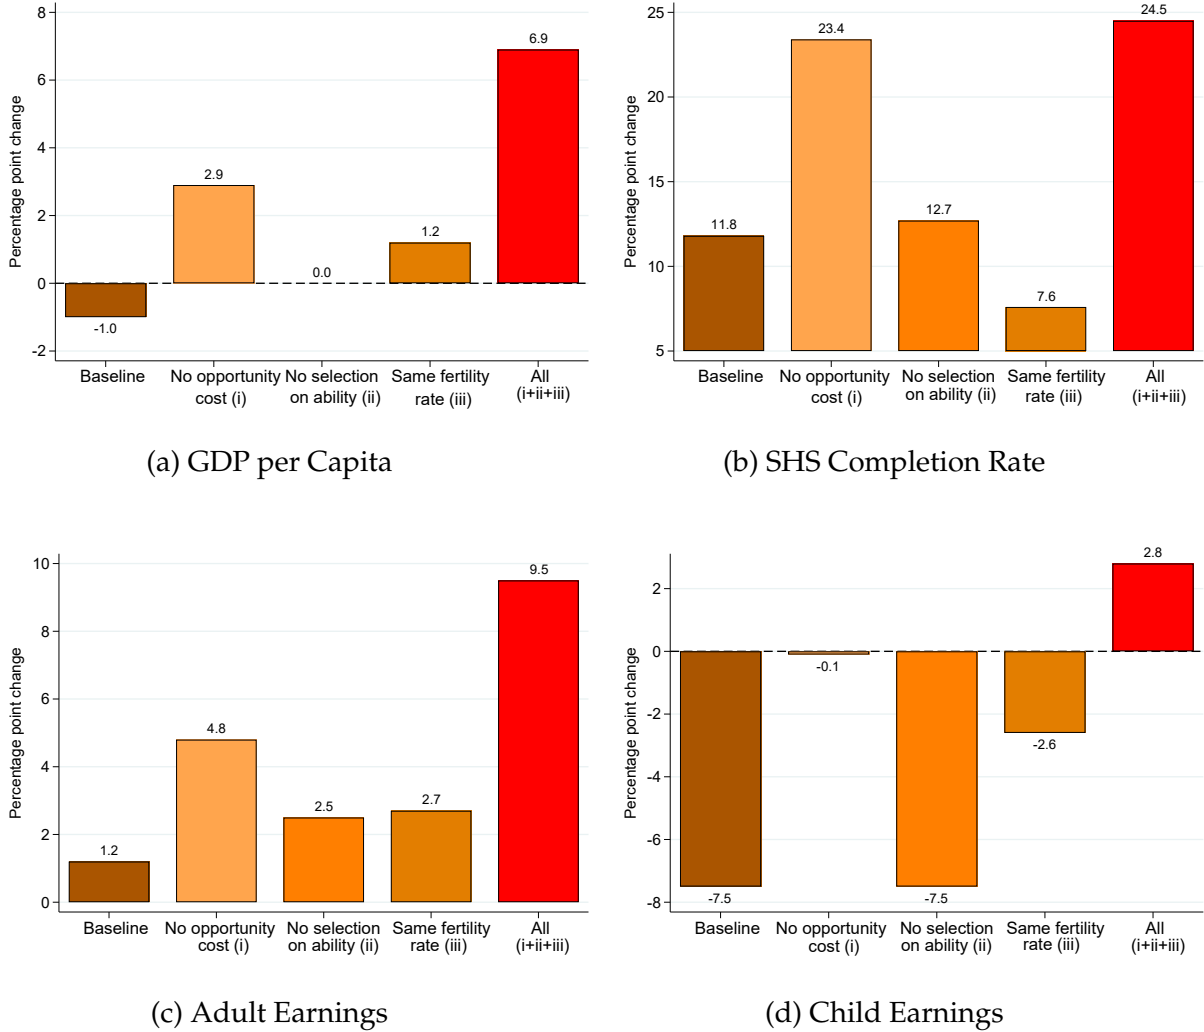 Percentage point change
8
6
4
2
0
-2
-1.0
2.9
0.0
1.2
6.9
Baseline
No opportunity
cost (i)
No selection
on ability (ii)
Same fertility
rate (iii)
All
(i+ii+iii)
(a) GDP per Capita
Percentage point change
25
20
15
10
5
11.8
23.4
12.7
7.6
24.5
Baseline
No opportunity
cost (i)
No selection
on ability (ii)
Same fertility
rate (iii)
All
(i+ii+iii)
(b) SHS Completion Rate
Percentage point change
10
8
6
4
2
0
1.2
4.8
2.5
2.7
9.5
Baseline
No opportunity
cost (i)
No selection
on ability (ii)
Same fertility
rate (iii)
All
(i+ii+iii)
(c) Adult Earnings
Percentage point change
2
0
-2
-4
-6
-8
-7.5
-0.1
-7.5
-2.6
2.8
Baseline
No opportunity
cost (i)
No selection
on ability (ii)
Same fertility
rate (iii)
All
(i+ii+iii)
(d) Child Earnings